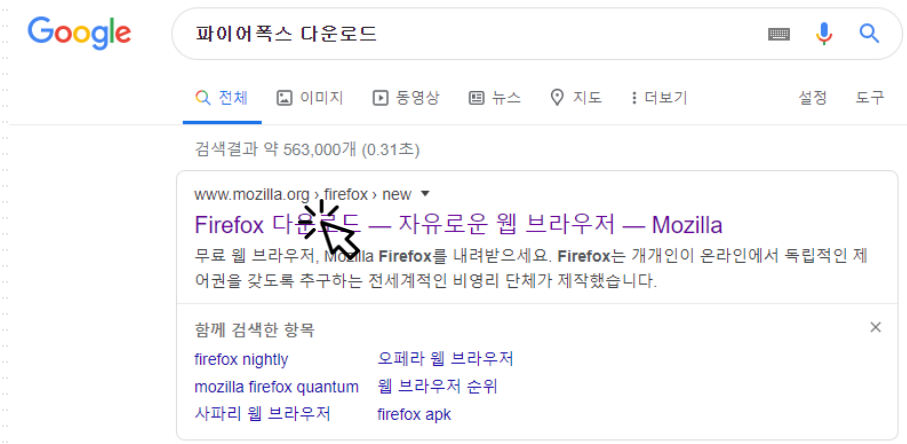 Google
파이어폭스 다운로드
전체 이미지 동영상 뉴스 지도 더보기 설정 도구
검색결과 약 563,000개 (0.31초)
www.mozilla.org › firefox › new
Firefox 다운로드 — 자유로운 웹 브라우저 — Mozilla
무료 웹 브라우저, Mozilla Firefox를 내려받으세요. Firefox는 개개인이 온라인에서 독립적인 제
어권을 갖도록 추구하는 전세계적인 비영리 단체가 제작했습니다.
함께 검색한 항목
firefox nightly 오페라 웹 브라우저
mozilla firefox quantum 웹 브라우저 순위
사파리 웹 브라우저 firefox apk